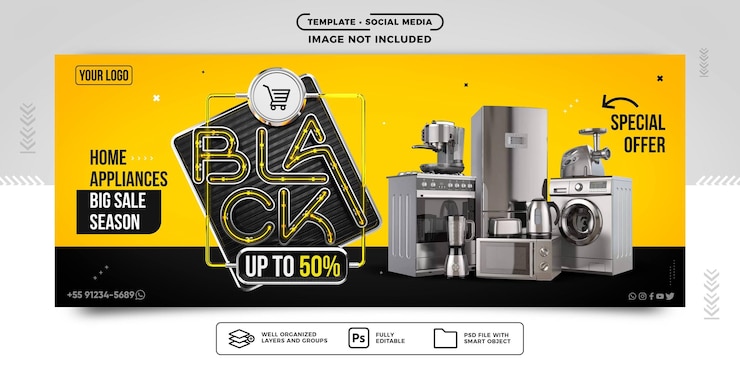 TEMPLATE • SOCIAL MEDIA
IMAGE NOT INCLUDED
YOUR LOGO
HOME
APPLIANCES
BIG SALE
SEASON
BLA
CK
UP TO 50%
SPECIAL
OFFER
+55 91234-5689
WELL ORGANIZED
LAYERS AND GROUPS
Ps
FULLY
EDITABLE
PSD FILE WITH
SMART OBJECT